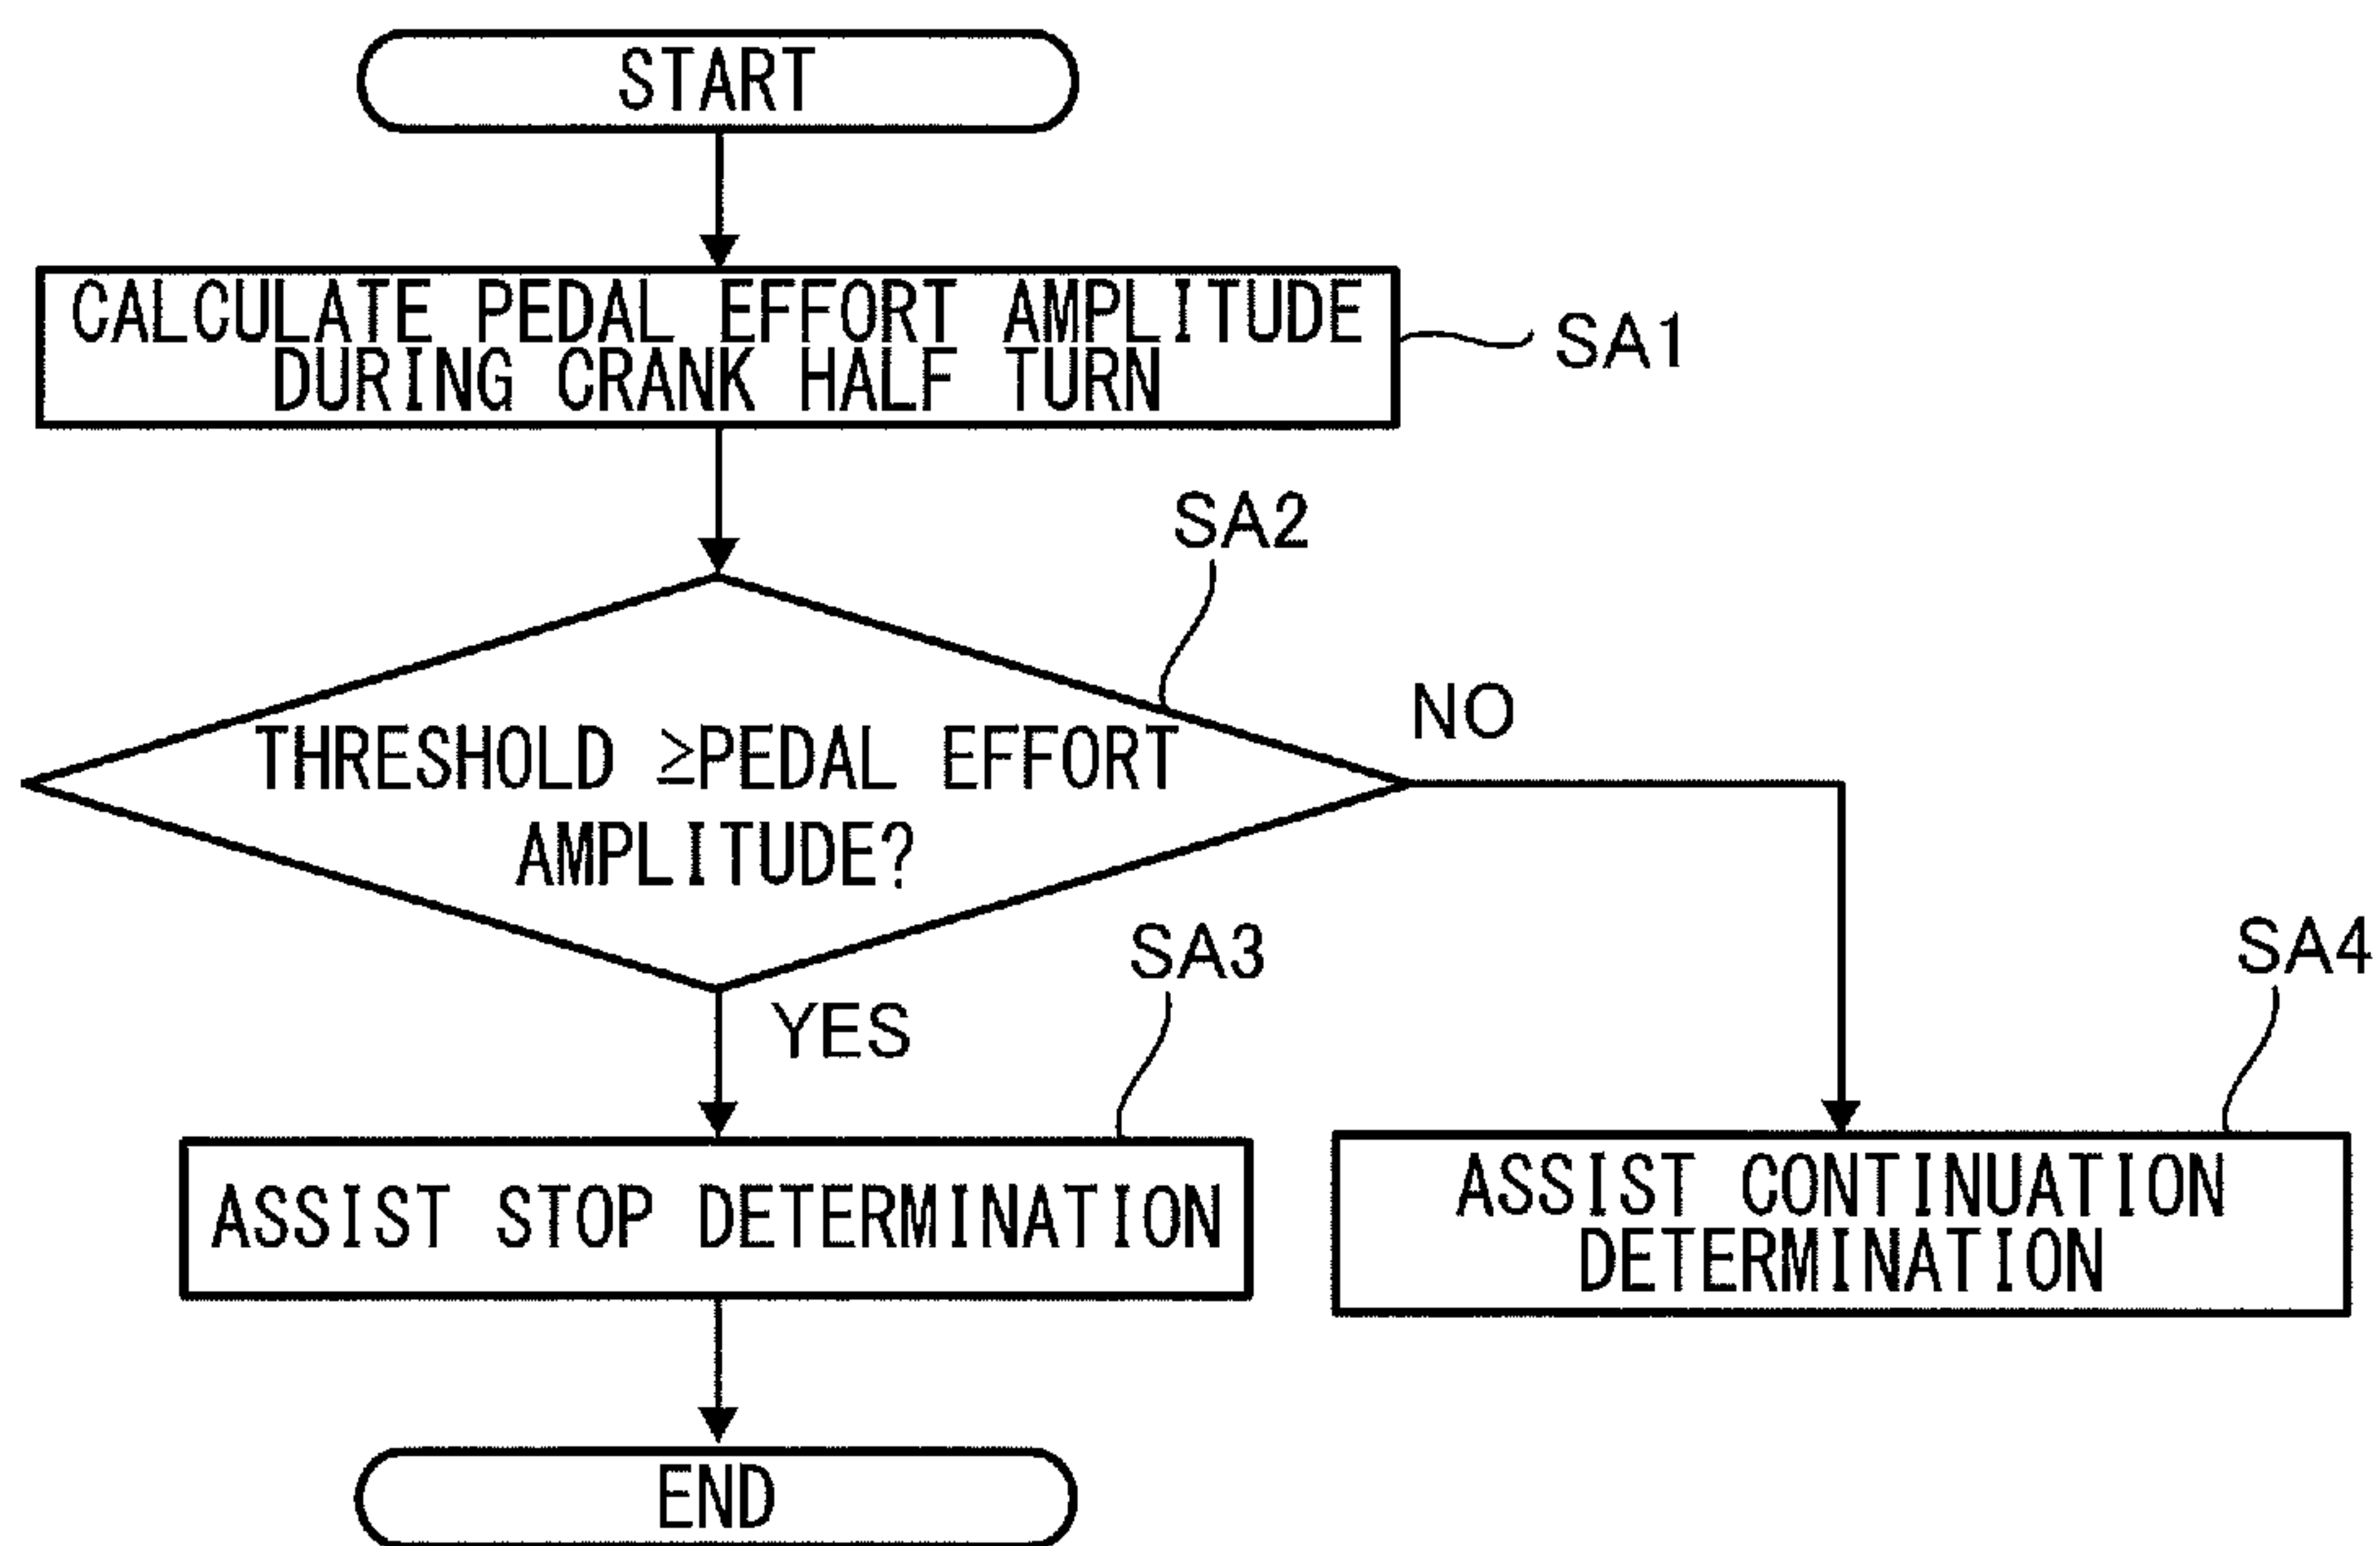 START
CALCULATE PEDAL EFFORT AMPLITUDE
DURING CRANK HALF TURN
SA1
SA2
THRESHOLD ≥PEDAL EFFORT
AMPLITUDE?
NO
YES
SA3
SA4
ASSIST STOP DETERMINATION
ASSIST CONTINUATION
DETERMINATION
END